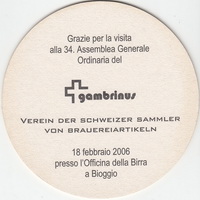 Grazie per la visita
alla 34. Assemblea Generale
Ordinaria del
gambrinus
VEREIN DER SCHWEIZER SAMMLER
VON BRAUEREIARTIKELN
18 febbraio 2006
presso l'Officina della Birra
a Bioggio